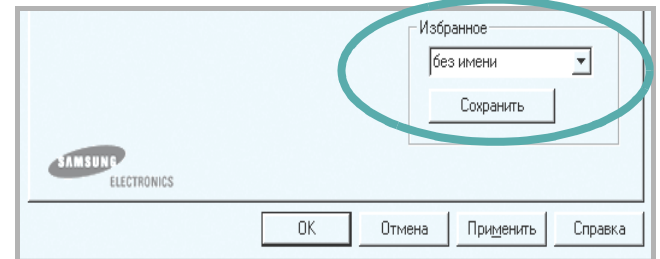 Избранное
без имени
Сохранить
SAMSUNG
ELECTRONICS
OK Отмена Применить Справка